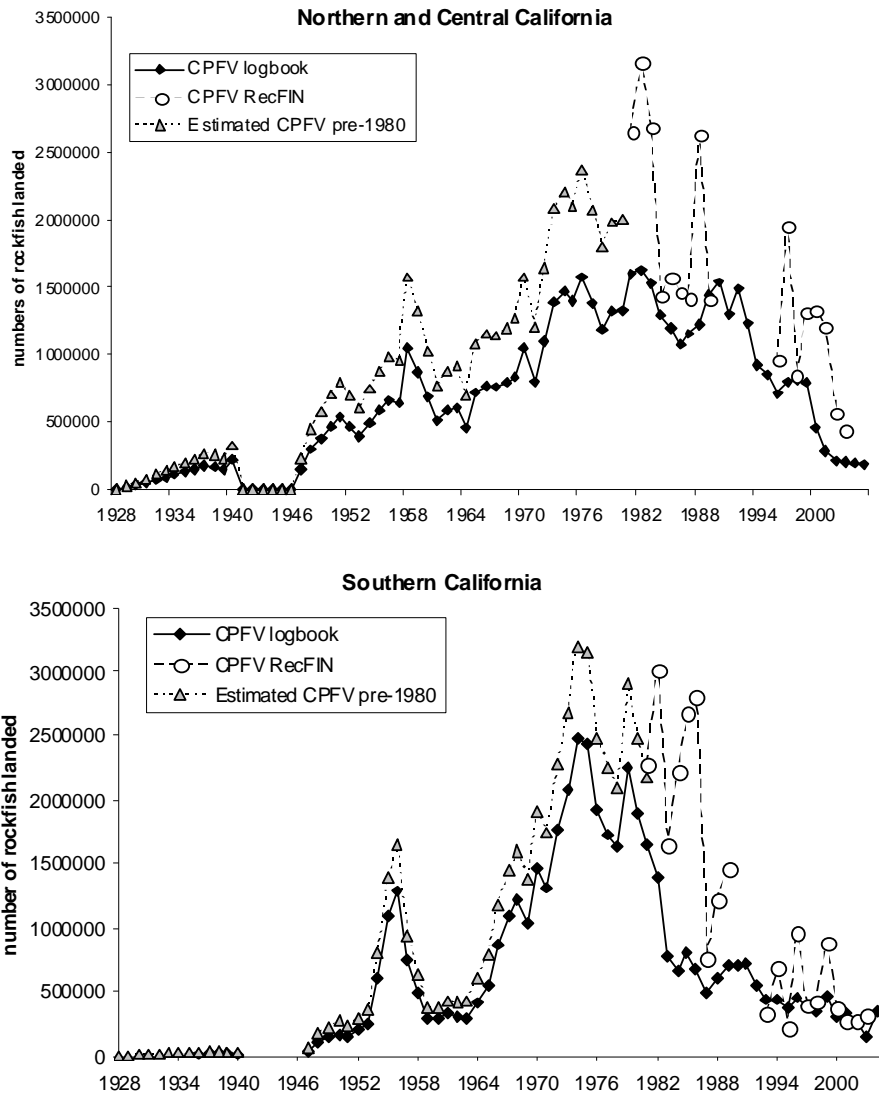 Northern and Central California
3500000
3000000
2500000
2000000
1500000
1000000
500000
0
numbers of rockfish landed
CPFV logbook
CPFV RecFIN
Estimated CPFV pre-1980
1928 1934 1940 1946 1952 1958 1964 1970 1976 1982 1988 1994 2000
Southern California
3500000
3000000
2500000
2000000
1500000
1000000
500000
0
number of rockfish landed
CPFV logbook
CPFV RecFIN
Estimated CPFV pre-1980
1928 1934 1940 1946 1952 1958 1964 1970 1976 1982 1988 1994 2000